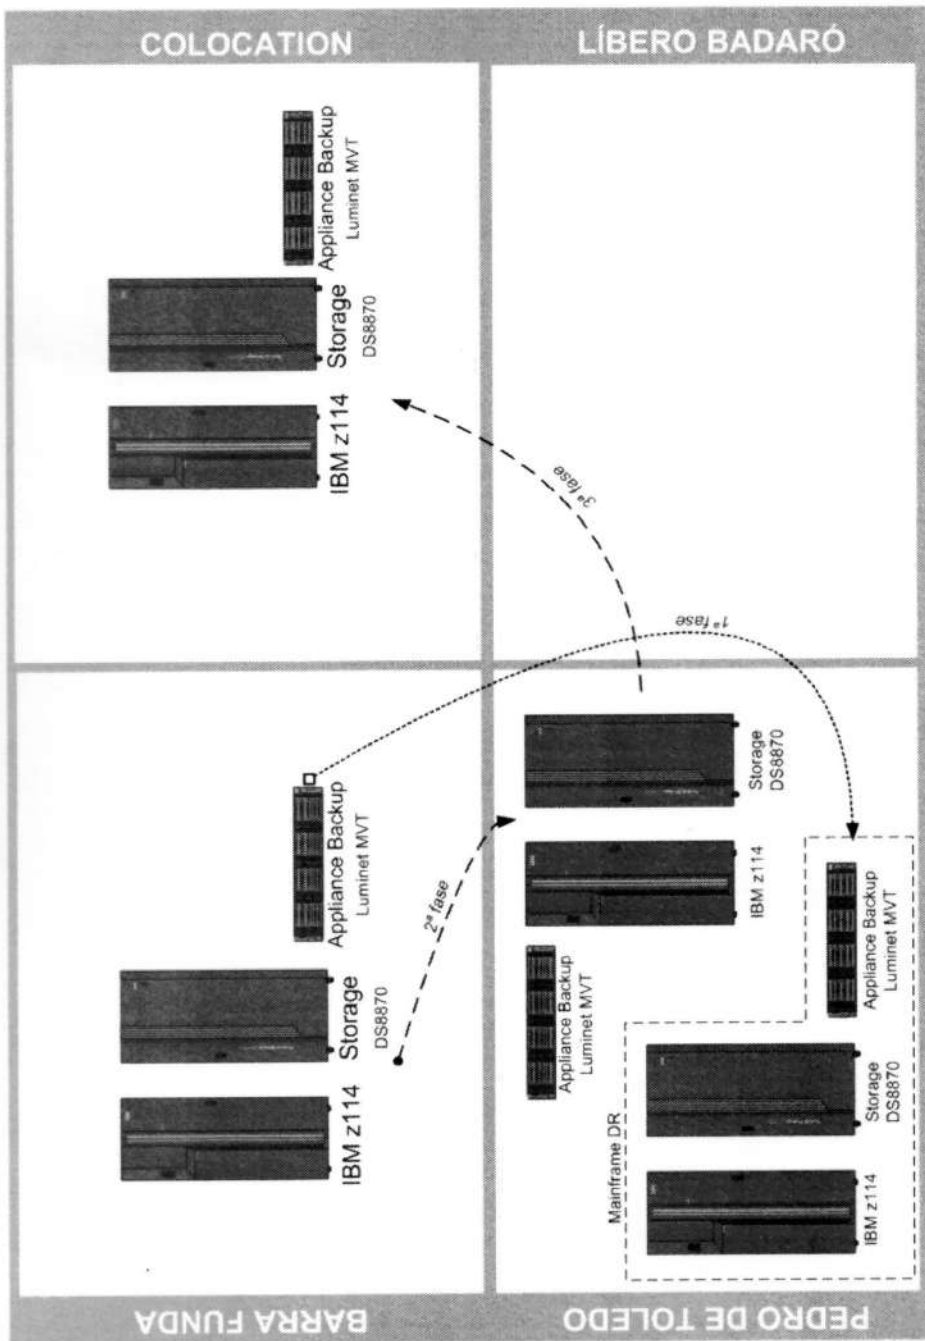 COLOCATION
Appliance Backup
Luminet MVT
Storage
DS8870
IBM z114
LÍBERO BADARÓ
3ª fase
1ª fase
BARRA FUNDA
Appliance Backup
Luminet MVT
Storage
DS8870
IBM z114
2ª fase
PEDRO DE TOLEDO
Storage
DS8870
IBM z114
Appliance Backup
Luminet MVT
Mainframe DR
Appliance Backup
Luminet MVT
Storage
DS8870
IBM z114